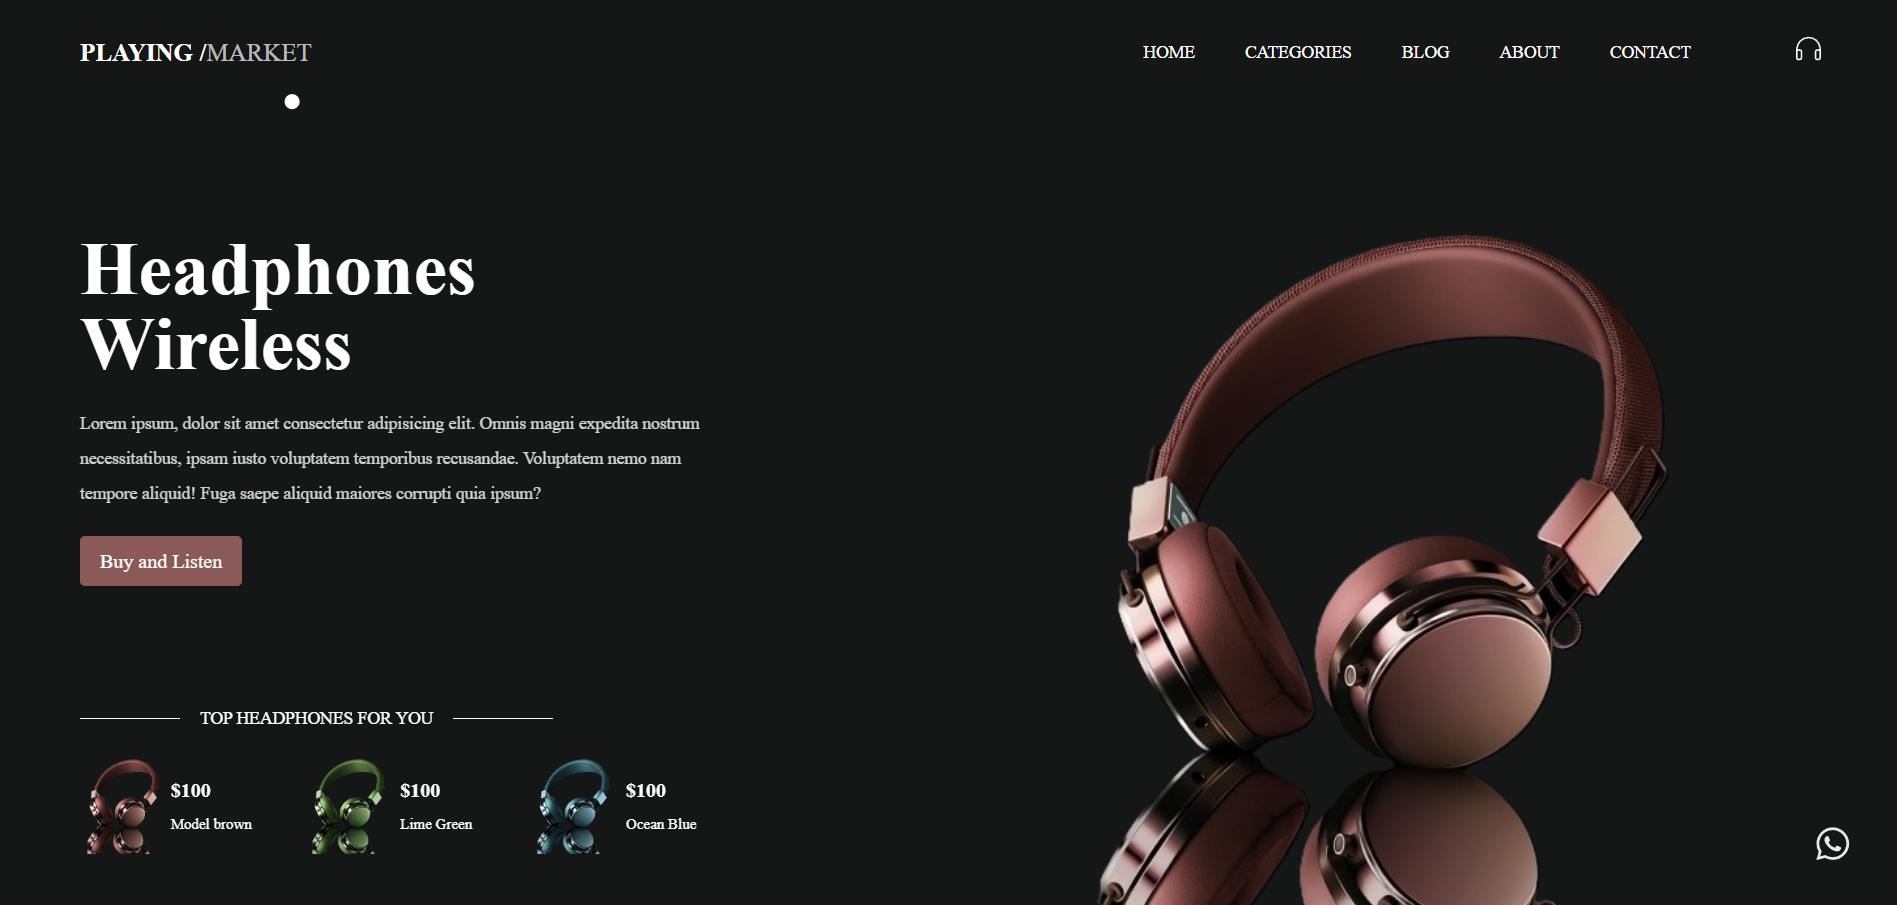 PLAYING /MARKET
HOME CATEGORIES BLOG ABOUT CONTACT
Headphones
Wireless
Lorem ipsum, dolor sit amet consectetur adipisicing elit. Omnis magni expedita nostrum
necessitatibus, ipsam iusto voluptatem temporibus recusandae. Voluptatem nemo nam
tempore aliquid! Fuga saepe aliquid maiores corrupti quia ipsum?
Buy and Listen
TOP HEADPHONES FOR YOU
$100
Model brown
$100
Lime Green
$100
Ocean Blue